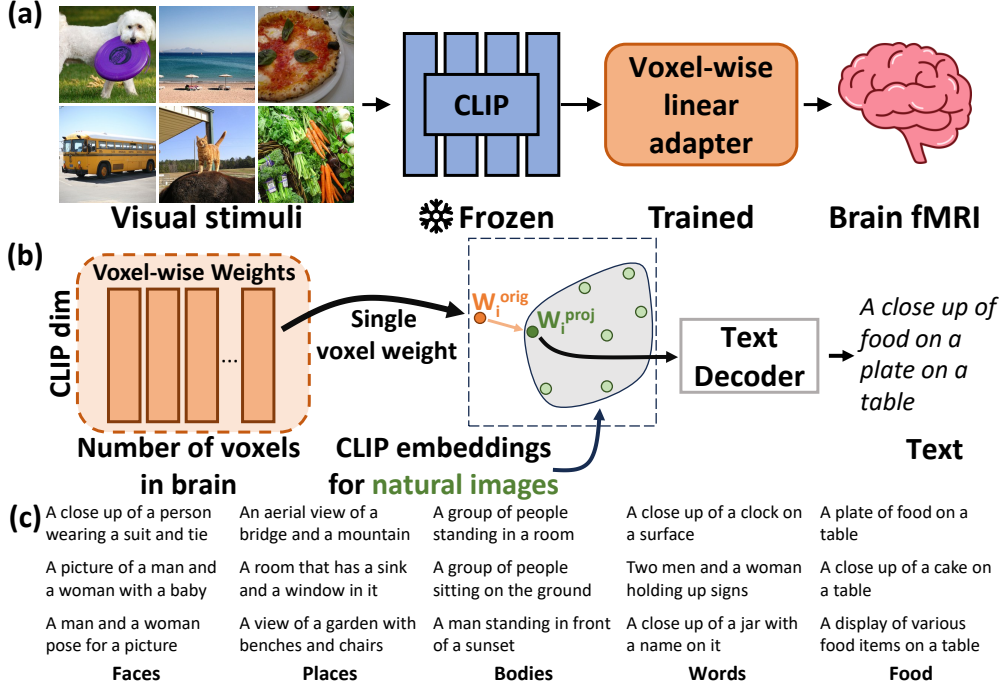 (a)
CLIP
Voxel-wise
linear
adapter
Visual stimuli
Frozen
Trained
Brain fMRI
(b)
Voxel-wise Weights
CLIP dim
...
Number of voxels
in brain
Single
voxel weight
W_i^orig
W_i^proj
CLIP embeddings
for natural images
Text
Decoder
A close up of
food on a
plate on a
table
Text
(c)
A close up of a person
wearing a suit and tie
A picture of a man and
a woman with a baby
A man and a woman
pose for a picture
Faces
An aerial view of a
bridge and a mountain
A room that has a sink
and a window in it
A view of a garden with
benches and chairs
Places
A group of people
standing in a room
A group of people
sitting on the ground
A man standing in front
of a sunset
Bodies
A close up of a clock on
a surface
Two men and a woman
holding up signs
A close up of a jar with
a name on it
Words
A plate of food on a
table
A close up of a cake on
a table
A display of various
food items on a table
Food